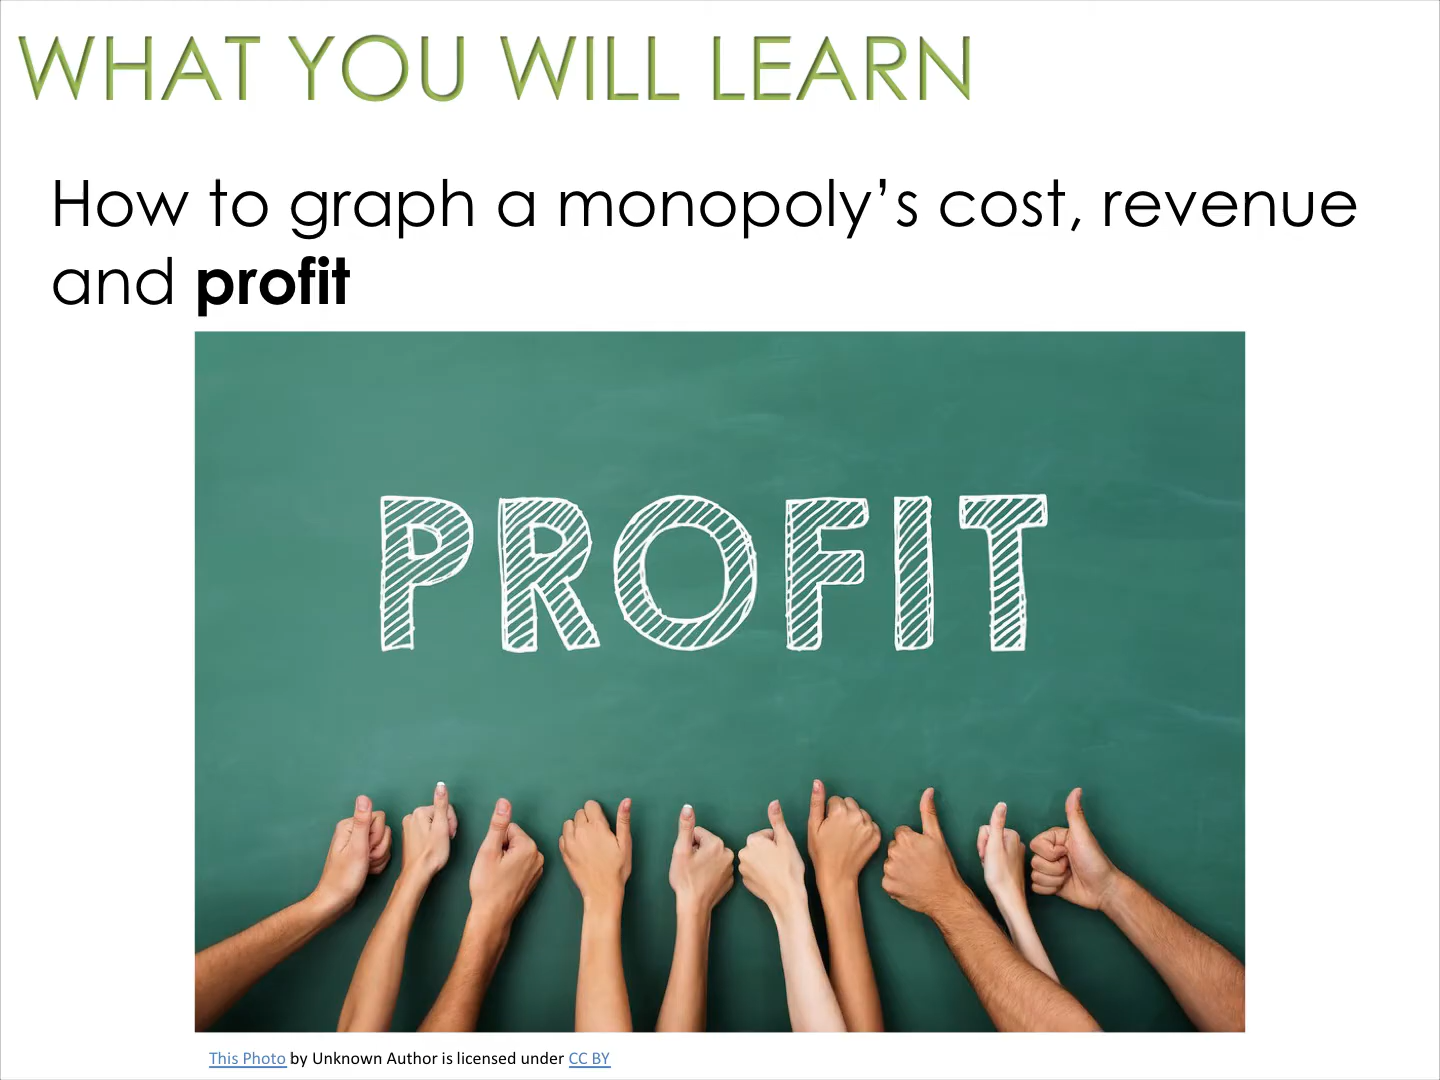 WHAT YOU WILL LEARN
How to graph a monopoly’s cost, revenue
and profit
PROFIT
This Photo by Unknown Author is licensed under CC BY